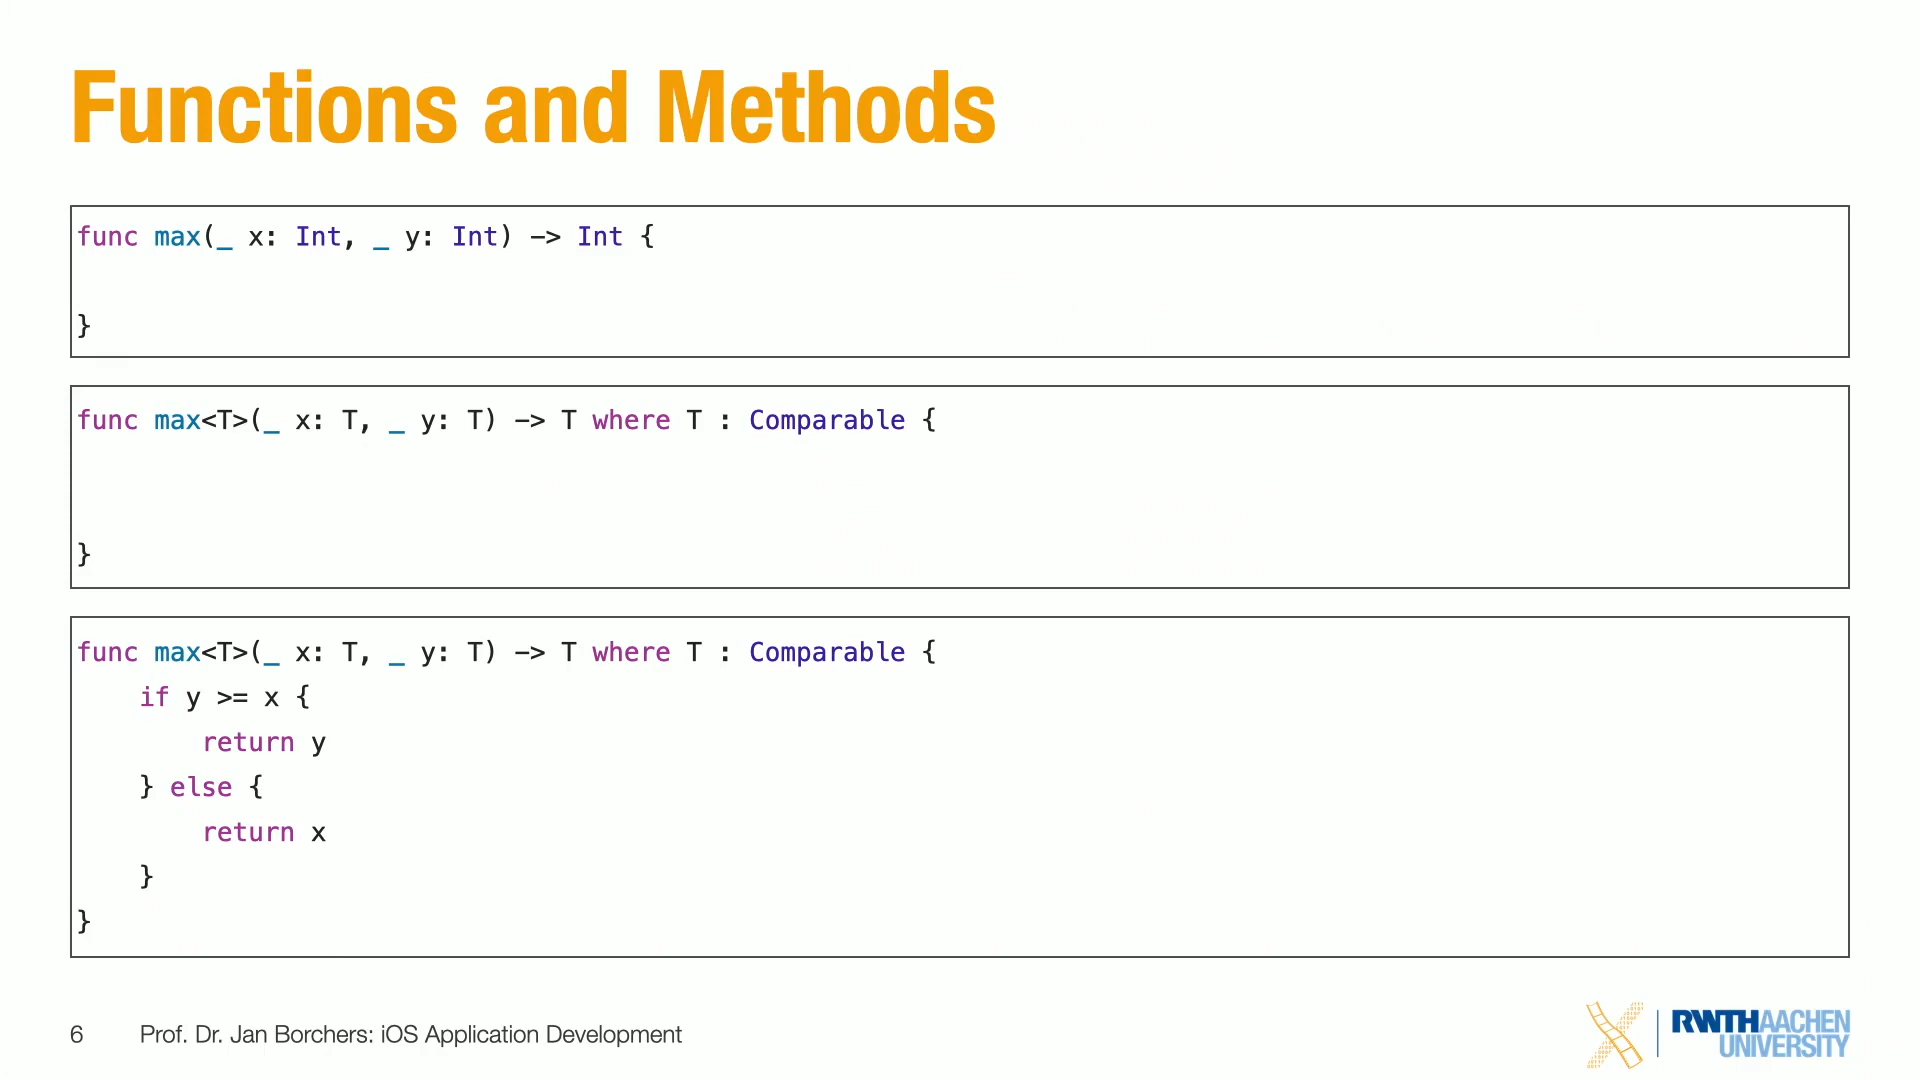 Functions and Methods
func max(_ x: Int, _ y: Int) -> Int {
}
func max<T>(_ x: T, _ y: T) -> T where T : Comparable {
}
func max<T>(_ x: T, _ y: T) -> T where T : Comparable {
    if y >= x {
        return y
    } else {
        return x
    }
}
6 Prof. Dr. Jan Borchers: iOS Application Development
RWTHAACHEN
UNIVERSITY